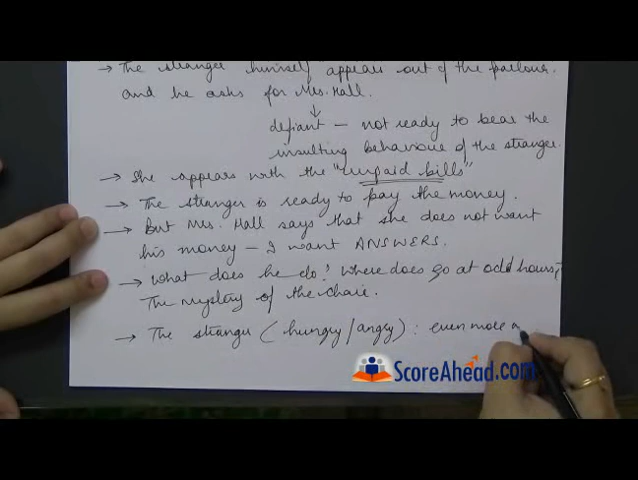 → The stranger himself appears out of the parlour.
and he asks for Mrs. Hall.
↓
defiant – not ready to bear the
insulting behaviour of the stranger.
→ She appears with the "unpaid bills"
→ The stranger is ready to pay the money.
→ But Mrs. Hall says that she does not want
his money – I want ANSWERS.
→ What does he do? Where does go at odd hours,
The mystery of the chair.
→ The stranger (hungry/angry) : even more a
ScoreAhead.com